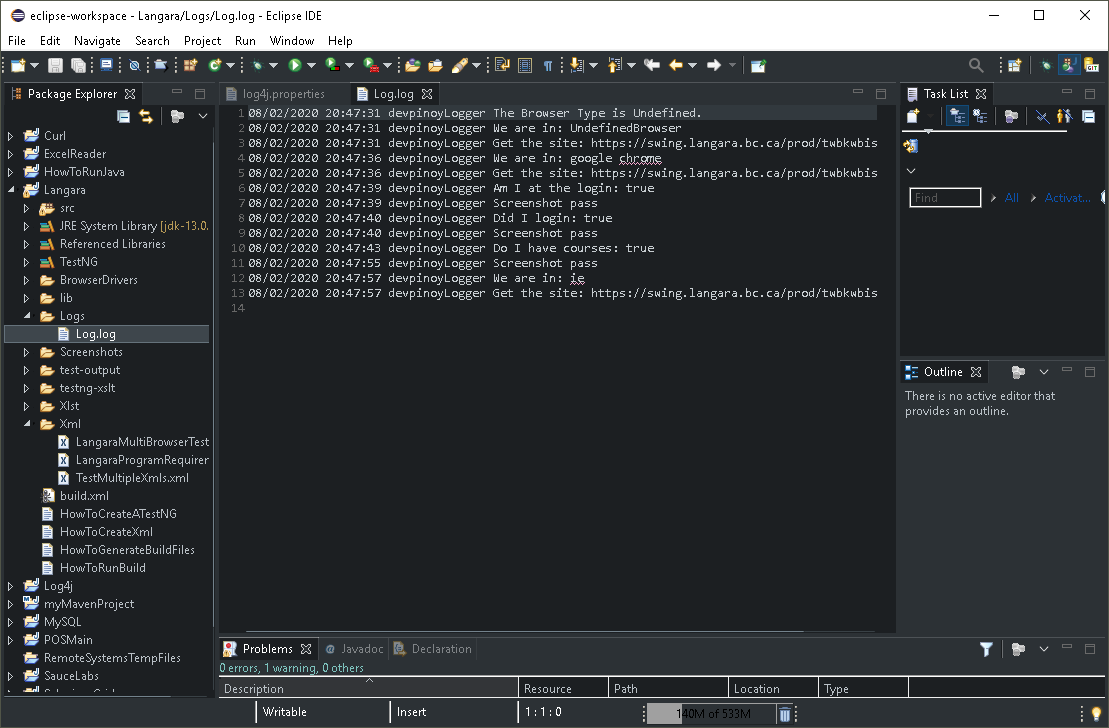 eclipse-workspace - Langara/Logs/Log.log - Eclipse IDE
File Edit Navigate Search Project Run Window Help
Package Explorer
log4j.properties
Log.log
Task List
Curl
ExcelReader
HowToRunJava
Langara
src
JRE System Library [jdk-13.0.
Referenced Libraries
TestNG
BrowserDrivers
lib
Logs
Log.log
Screenshots
test-output
testng-xslt
Xlst
Xml
LangaraMultiBrowserTest
LangaraProgramRequirer
TestMultipleXmls.xml
build.xml
HowToCreateATestNG
HowToCreateXml
HowToGenerateBuildFiles
HowToRunBuild
Log4j
myMavenProject
MySQL
POSMain
RemoteSystemsTempFiles
SauceLabs
1 08/02/2020 20:47:31 devpinoyLogger The Browser Type is Undefined.
2 08/02/2020 20:47:31 devpinoyLogger We are in: UndefinedBrowser
3 08/02/2020 20:47:31 devpinoyLogger Get the site: https://swing.langara.bc.ca/prod/twbkwbis
4 08/02/2020 20:47:36 devpinoyLogger We are in: google chrome
5 08/02/2020 20:47:36 devpinoyLogger Get the site: https://swing.langara.bc.ca/prod/twbkwbis
6 08/02/2020 20:47:39 devpinoyLogger Am I at the login: true
7 08/02/2020 20:47:39 devpinoyLogger Screenshot pass
8 08/02/2020 20:47:40 devpinoyLogger Did I login: true
9 08/02/2020 20:47:40 devpinoyLogger Screenshot pass
10 08/02/2020 20:47:43 devpinoyLogger Do I have courses: true
11 08/02/2020 20:47:55 devpinoyLogger Screenshot pass
12 08/02/2020 20:47:57 devpinoyLogger We are in: ie
13 08/02/2020 20:47:57 devpinoyLogger Get the site: https://swing.langara.bc.ca/prod/twbkwbis
14
Find All Activat...
Outline
There is no active editor that
provides an outline.
Problems @ Javadoc Declaration
0 errors, 1 warning, 0 others
Description Resource Path Location Type
Writable Insert 1 : 1 : 0 140M of 533M